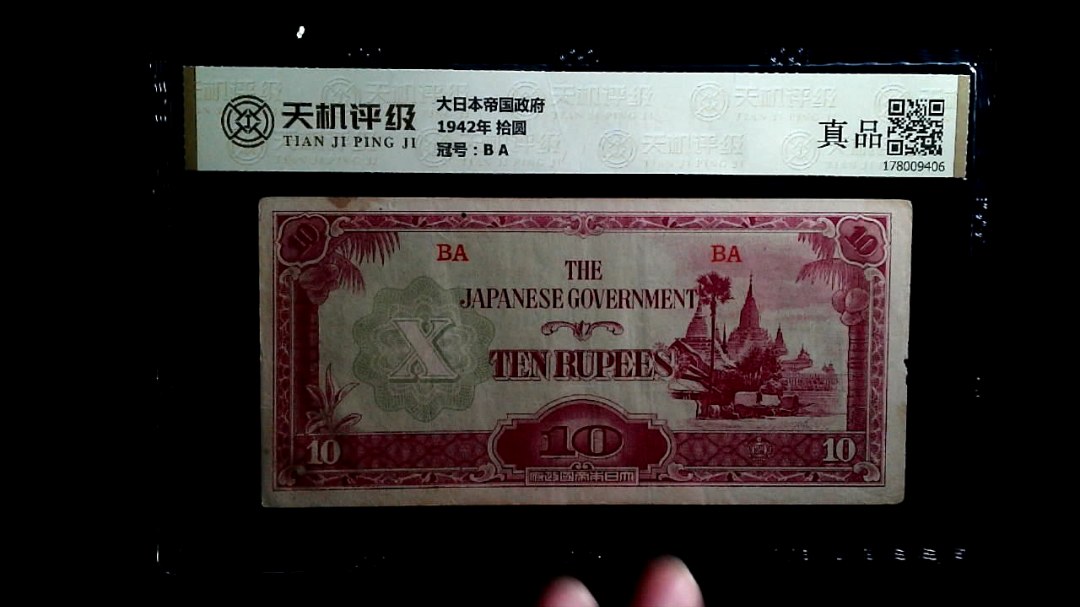 天机评级
TIAN JI PING JI
大日本帝国政府
1942年 拾圆
冠号：B A
真品
178009406
10
10
BA
BA
THE
JAPANESE GOVERNMENT
X
TEN RUPEES
10
10
10